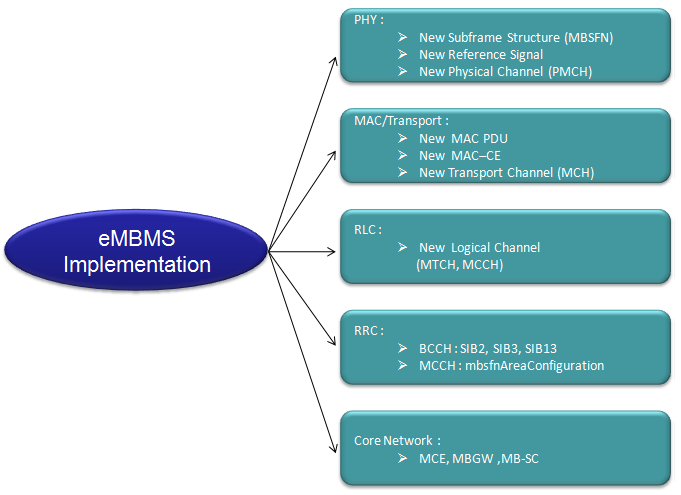 PHY :
➢ New Subframe Structure (MBSFN)
➢ New Reference Signal
➢ New Physical Channel (PMCH)
MAC/Transport :
➢ New MAC PDU
➢ New MAC–CE
➢ New Transport Channel (MCH)
eMBMS
Implementation
RLC :
➢ New Logical Channel
(MTCH, MCCH)
RRC :
➢ BCCH : SIB2, SIB3, SIB13
➢ MCCH : mbsfnAreaConfiguration
Core Network :
➢ MCE, MBGW ,MB-SC